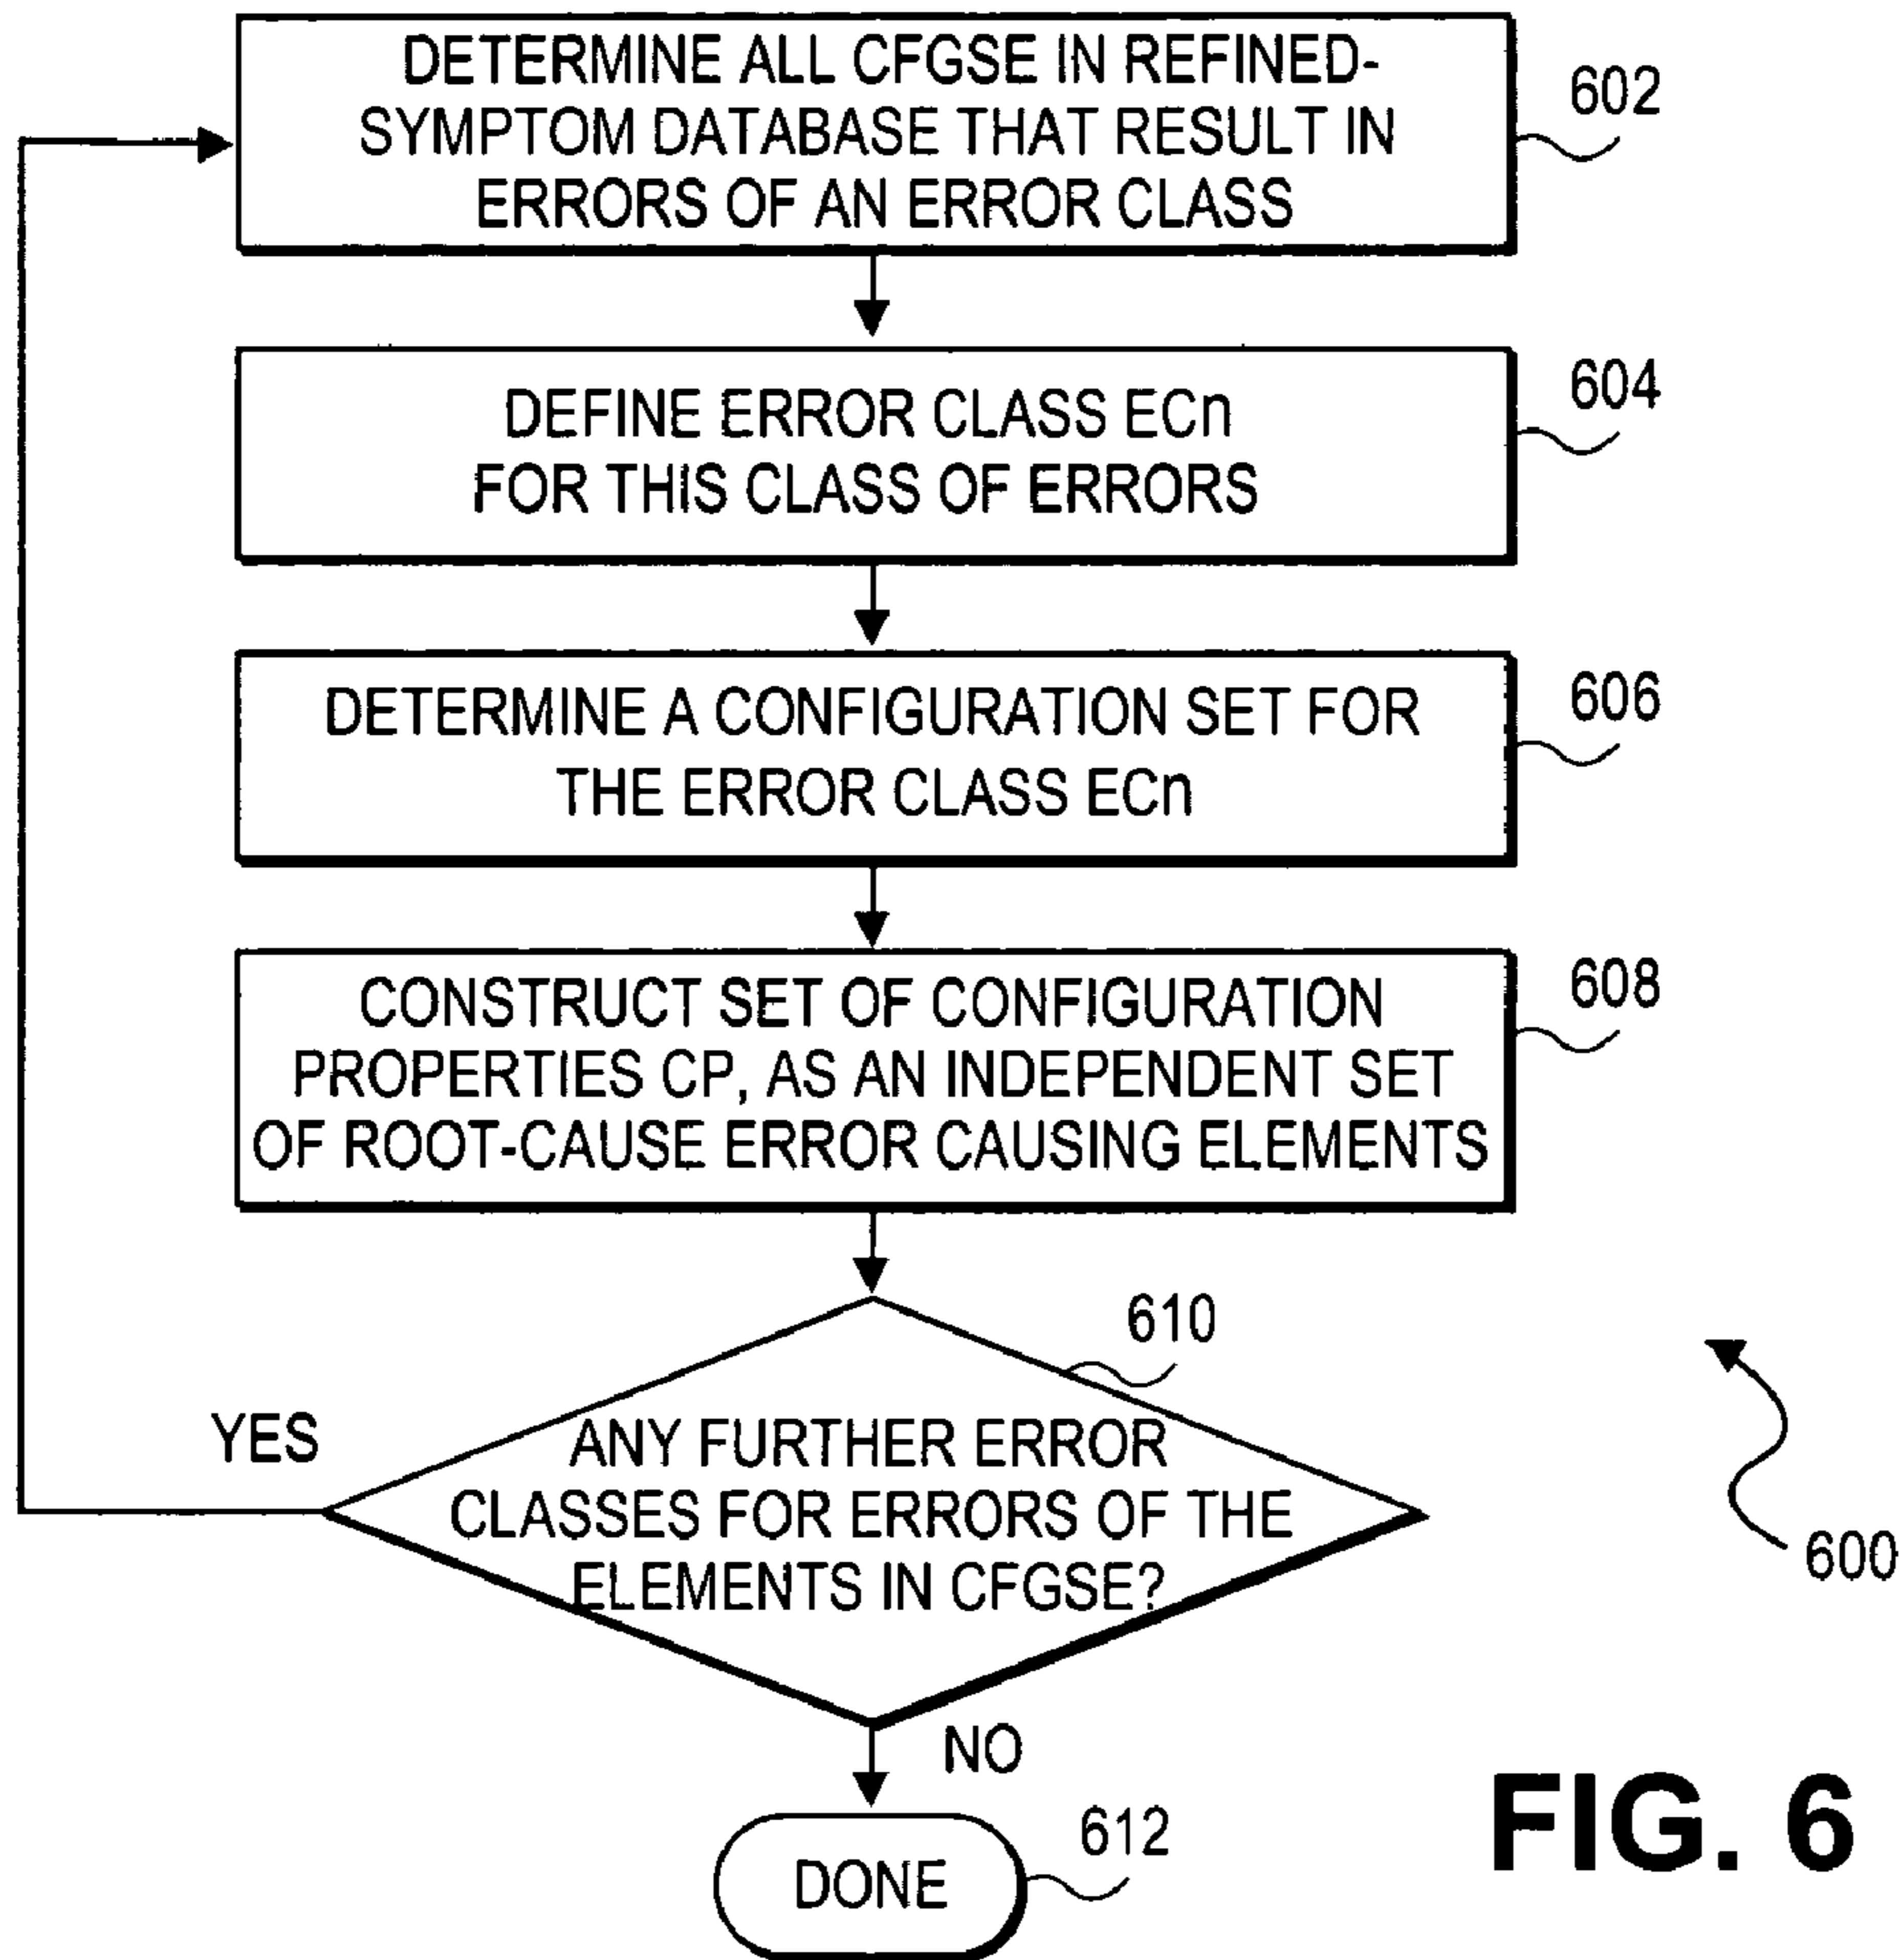 DETERMINE ALL CFGSE IN REFINED-
SYMPTOM DATABASE THAT RESULT IN
ERRORS OF AN ERROR CLASS
602
DEFINE ERROR CLASS ECn
FOR THIS CLASS OF ERRORS
604
DETERMINE A CONFIGURATION SET FOR
THE ERROR CLASS ECn
606
CONSTRUCT SET OF CONFIGURATION
PROPERTIES CP, AS AN INDEPENDENT SET
OF ROOT-CAUSE ERROR CAUSING ELEMENTS
608
610
YES
ANY FURTHER ERROR
CLASSES FOR ERRORS OF THE
ELEMENTS IN CFGSE?
600
NO
612
DONE
FIG. 6